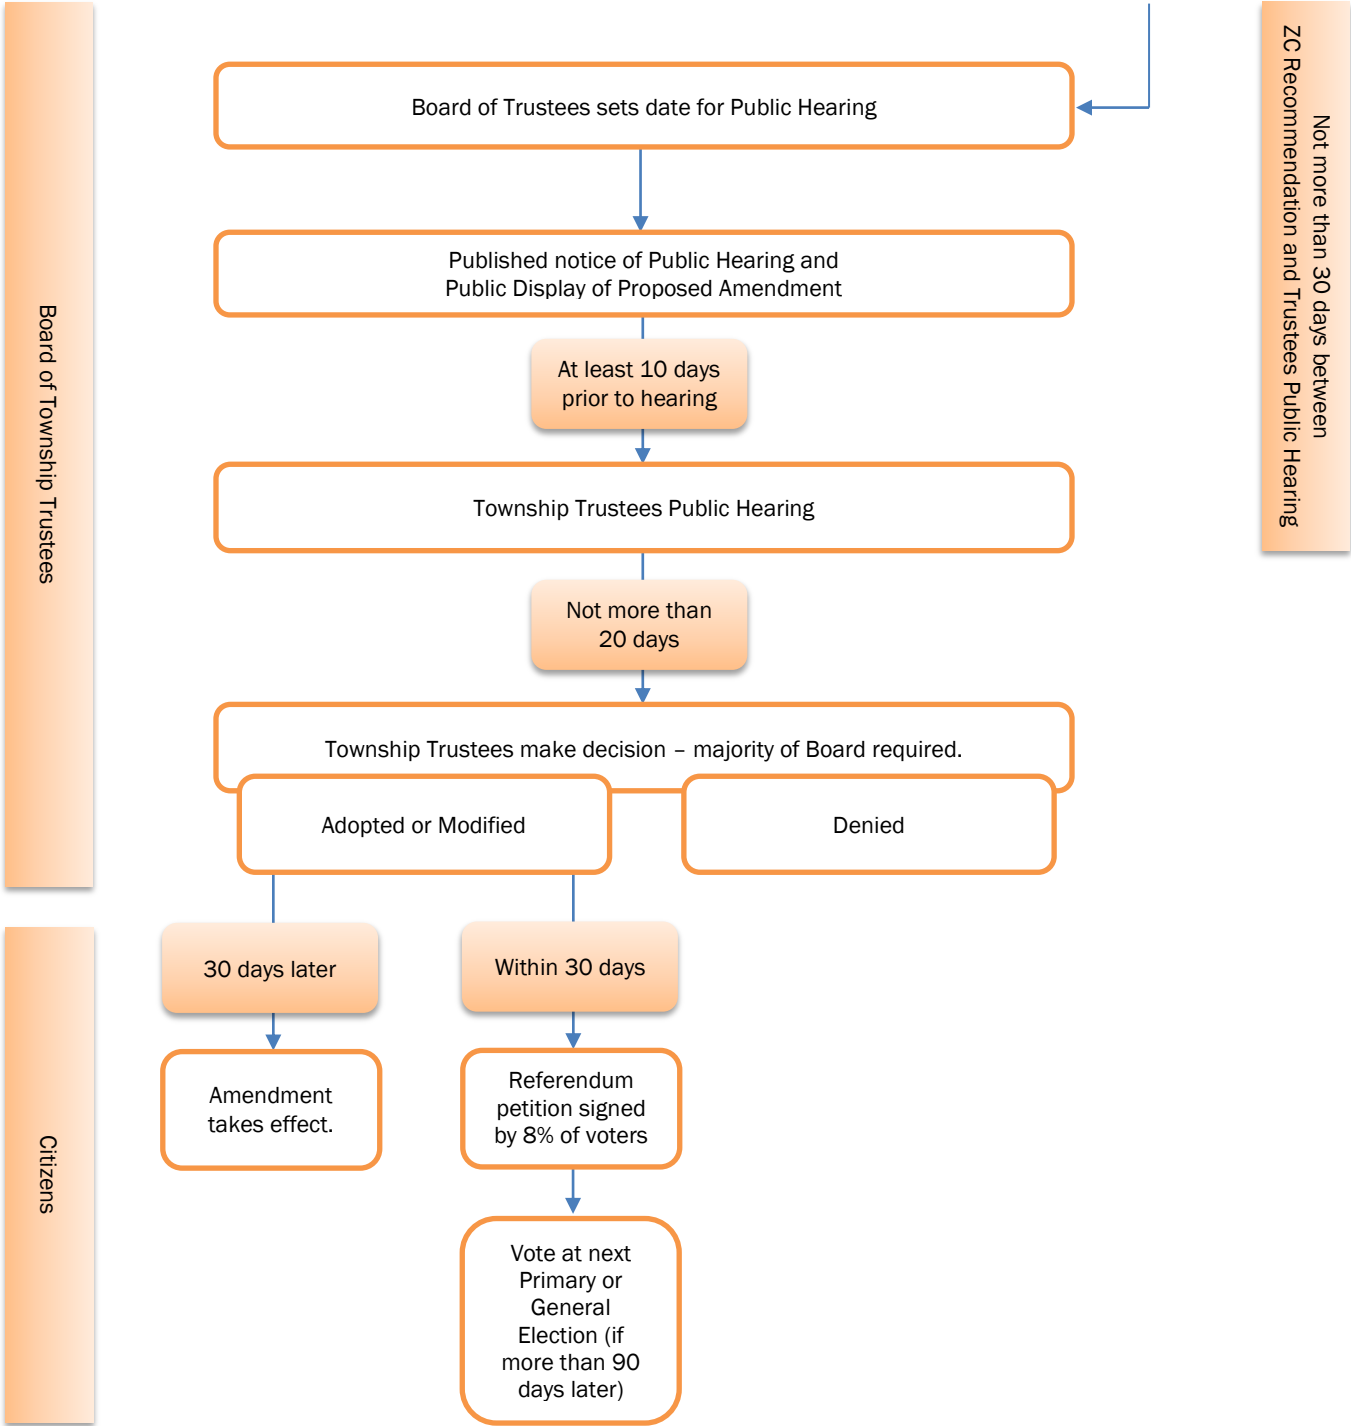 Board of Township Trustees
Not more than 30 days between
ZC Recommendation and Trustees Public Hearing
Board of Trustees sets date for Public Hearing
Published notice of Public Hearing and
Public Display of Proposed Amendment
At least 10 days
prior to hearing
Township Trustees Public Hearing
Not more than
20 days
Township Trustees make decision – majority of Board required.
Adopted or Modified
Denied
Citizens
30 days later
Within 30 days
Amendment
takes effect.
Referendum
petition signed
by 8% of voters
Vote at next
Primary or
General
Election (if
more than 90
days later)